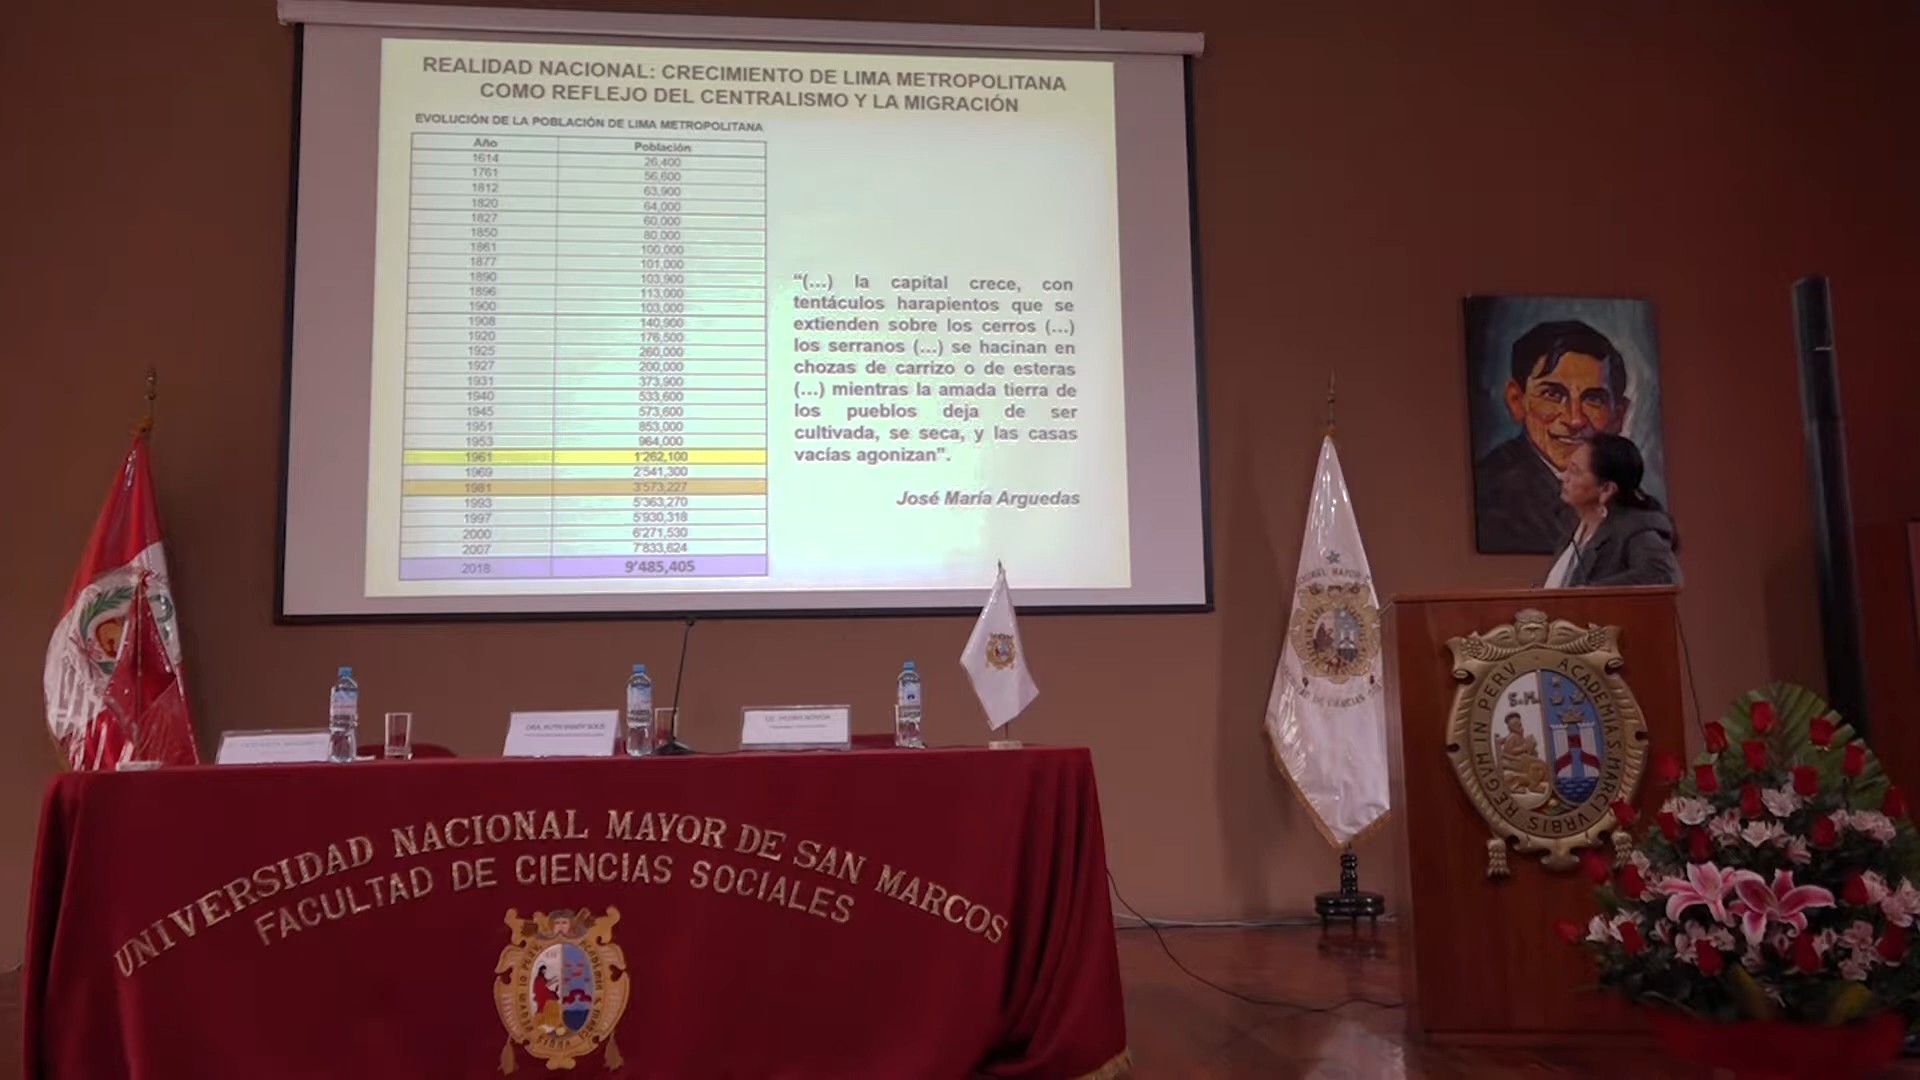 REALIDAD NACIONAL: CRECIMIENTO DE LIMA METROPOLITANA
COMO REFLEJO DEL CENTRALISMO Y LA MIGRACIÓN
EVOLUCIÓN DE LA POBLACIÓN DE LIMA METROPOLITANA
Año Población
1614 26,400
1761 56,600
1812 63,900
1820 64,000
1827 60,000
1850 80,000
1861 100,000
1877 101,000
1890 103,900
1896 113,000
1900 103,000
1908 140,900
1920 176,500
1925 260,000
1927 200,000
1931 373,900
1940 533,600
1945 573,600
1951 853,000
1953 964,000
1961 1'262,100
1969 2'541,300
1981 3'573,227
1993 5'363,270
1997 5'930,318
2000 6'271,530
2007 7'833,624
2018 9'485,405
“(...) la capital crece, con
tentáculos harapientos que se
extienden sobre los cerros (...)
los serranos (...) se hacinan en
chozas de carrizo o de esteras
(...) mientras la amada tierra de
los pueblos deja de ser
cultivada, se seca, y las casas
vacías agonizan”.
José María Arguedas
UNIVERSIDAD NACIONAL MAYOR DE SAN MARCOS
FACULTAD DE CIENCIAS SOCIALES
ACADEMIA S. MARCI VRBIS REGVM IN PERV